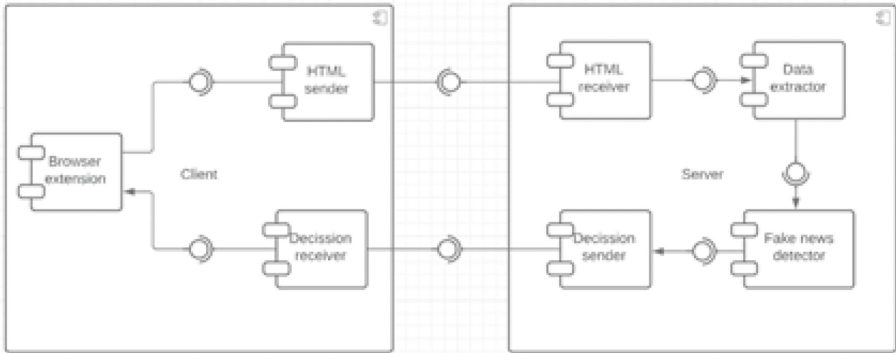 HTML
sender
HTML
receiver
Data
extractor
Browser
extension
Client
Server
Decission
receiver
Decission
sender
Fake news
detector